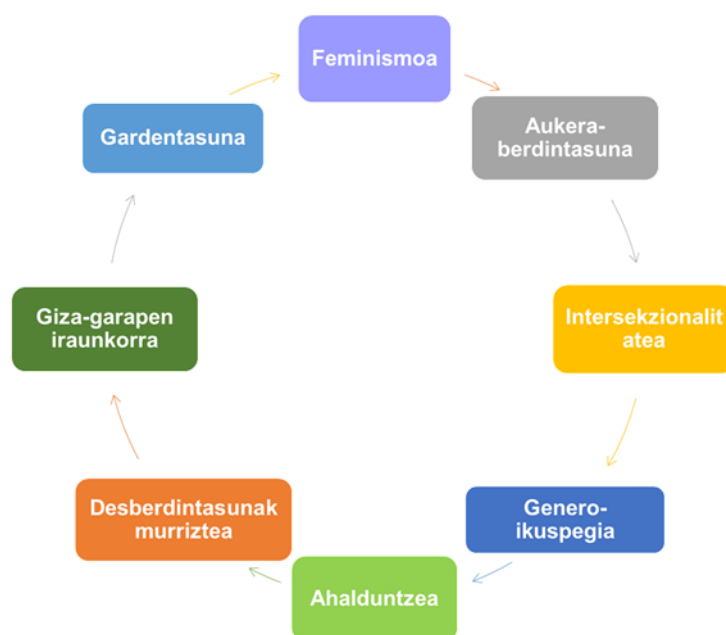 Feminismoa
Aukera-
berdintasuna
Intersekzionalit
atea
Genero-
ikuspegia
Ahalduntzea
Desberdintasunak
murriztea
Giza-garapen
iraunkorra
Gardentasuna